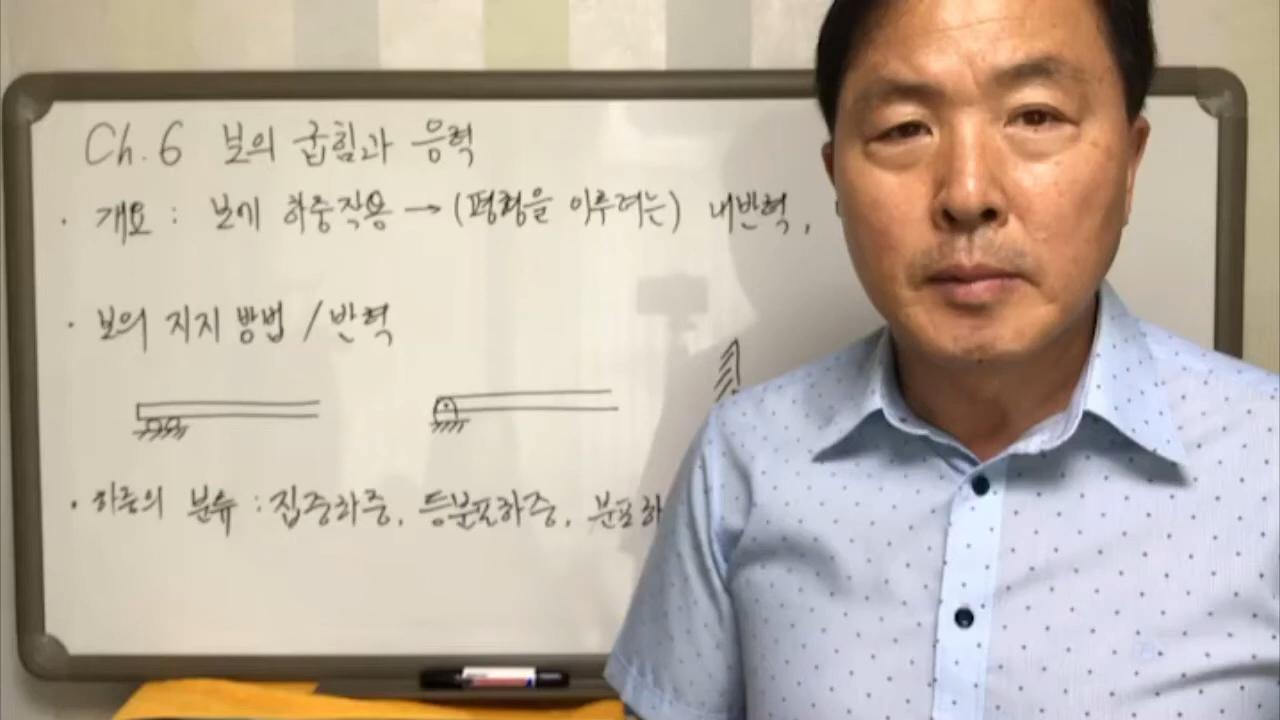 Ch. 6 보의 굽힘과 응력
· 개요 : 보에 하중작용 → (평형을 이루려는) 내반력,
· 보의 지지 방법 / 반력
· 하중의 분류 : 집중하중, 등분포하중, 분포하